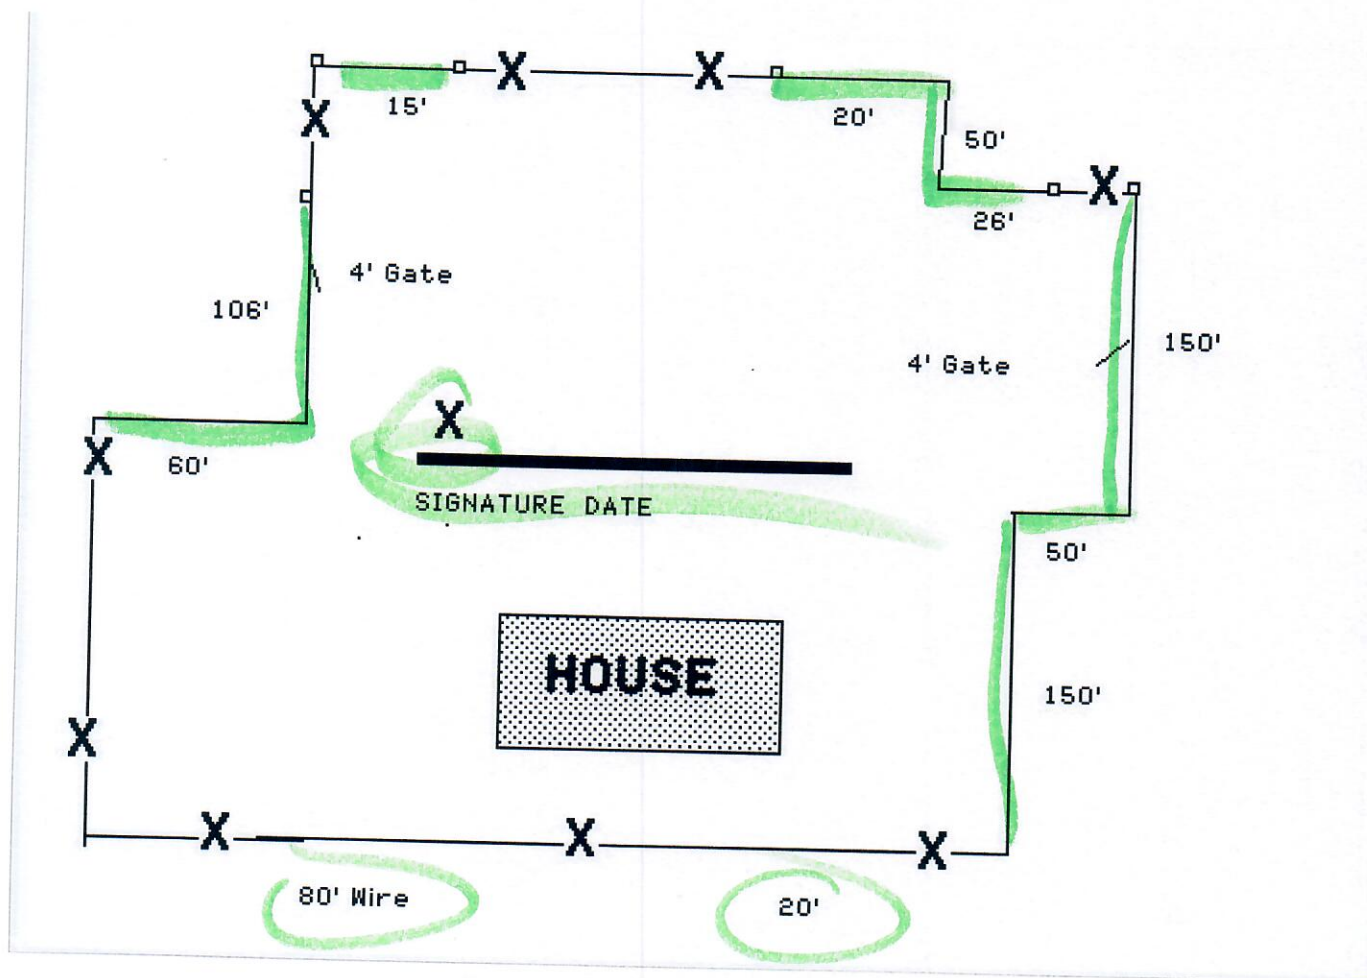 X X
15'
X
20'
50'
X
26'
4' Gate
106'
150'
4' Gate
X
X
60'
SIGNATURE DATE
50'
HOUSE
150'
X
X X X
80' Wire
20'